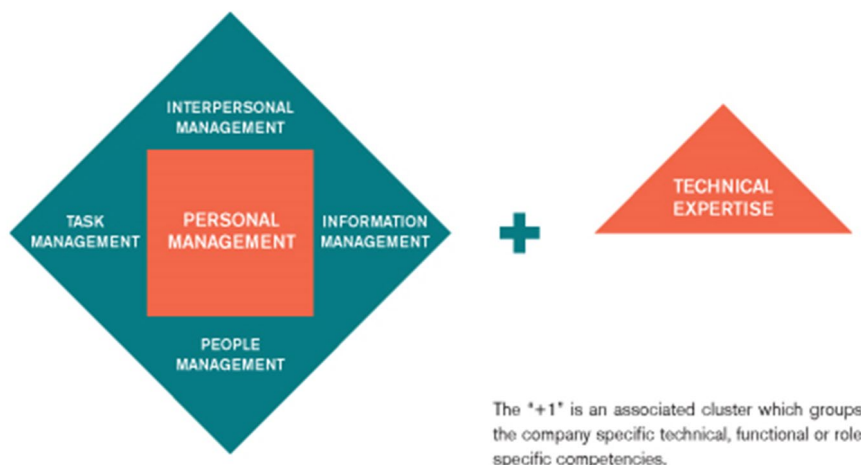 INTERPERSONAL
MANAGEMENT
TASK
MANAGEMENT
PERSONAL
MANAGEMENT
INFORMATION
MANAGEMENT
PEOPLE
MANAGEMENT
+
TECHNICAL
EXPERTISE
The "+1" is an associated cluster which groups
the company specific technical, functional or role
specific competencies.